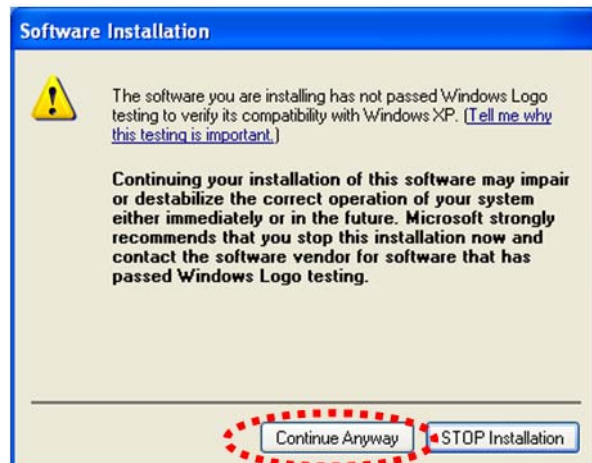 Software Installation
The software you are installing has not passed Windows Logo
testing to verify its compatibility with Windows XP. (Tell me why
this testing is important.)
Continuing your installation of this software may impair
or destabilize the correct operation of your system
either immediately or in the future. Microsoft strongly
recommends that you stop this installation now and
contact the software vendor for software that has
passed Windows Logo testing.
Continue Anyway STOP Installation